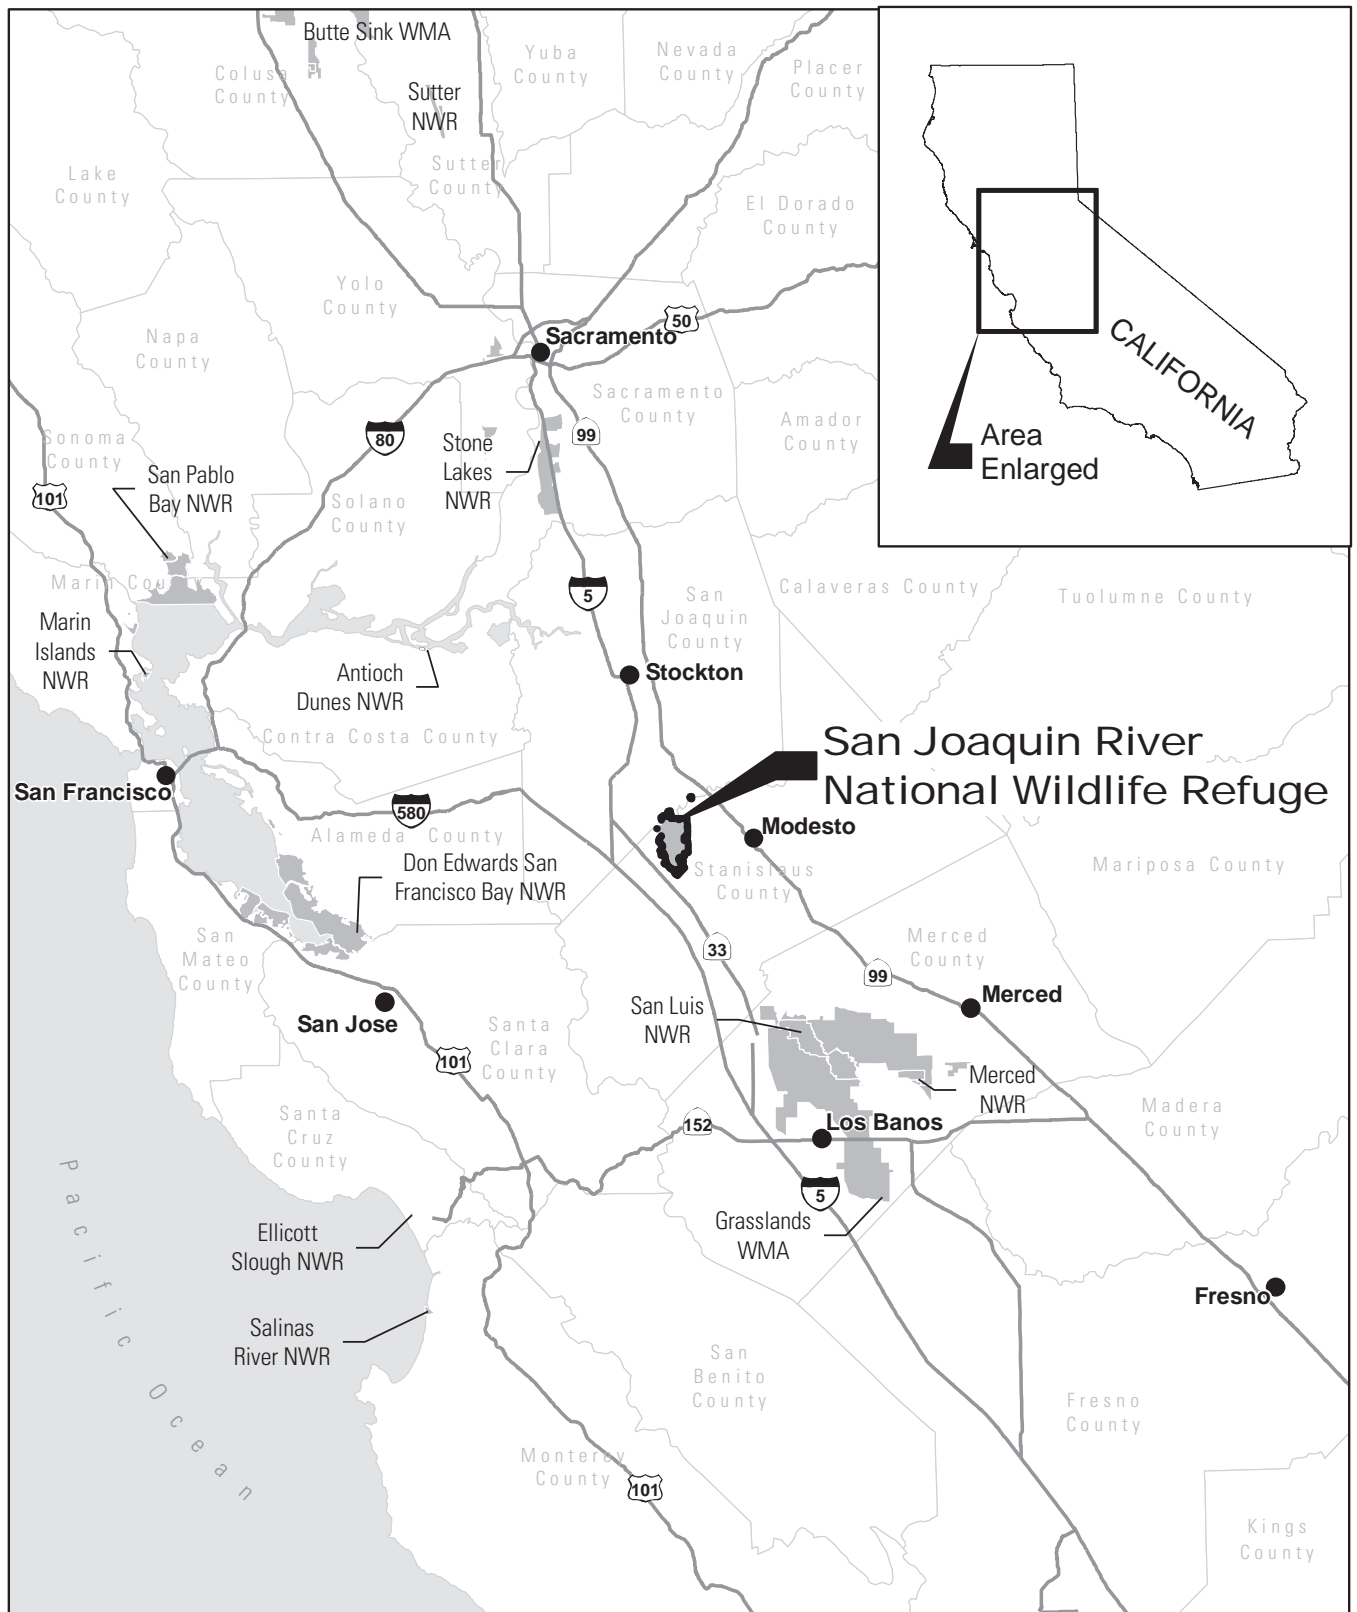 Butte Sink WMA
Colusa
County
Yuba
County
Nevada
County
Placer
County
Sutter
NWR
Sutter
County
Lake
County
El Dorado
County
Yolo
County
Napa
County
50
Sacramento
Sacramento
County
Amador
County
CALIFORNIA
Area
Enlarged
80
99
Stone
Lakes
NWR
Sonoma
County
San Pablo
Bay NWR
101
Solano
County
Marin County
5
San
Joaquin
County
Calaveras County
Tuolumne County
Marin
Islands
NWR
Antioch
Dunes NWR
Stockton
Contra Costa County
San Joaquin River
National Wildlife Refuge
San Francisco
580
Alameda County
Modesto
Stanislaus
County
Mariposa County
Don Edwards San
Francisco Bay NWR
San
Mateo
County
33
Merced
County
99
San Luis
NWR
Merced
San Jose
Santa
Clara
County
101
Merced
NWR
Santa
Cruz
County
152
Los Banos
Madera
County
5
Pacific Ocean
Ellicott
Slough NWR
Grasslands
WMA
Fresno
Salinas
River NWR
San
Benito
County
Fresno
County
Monterey
County
101
Kings
County